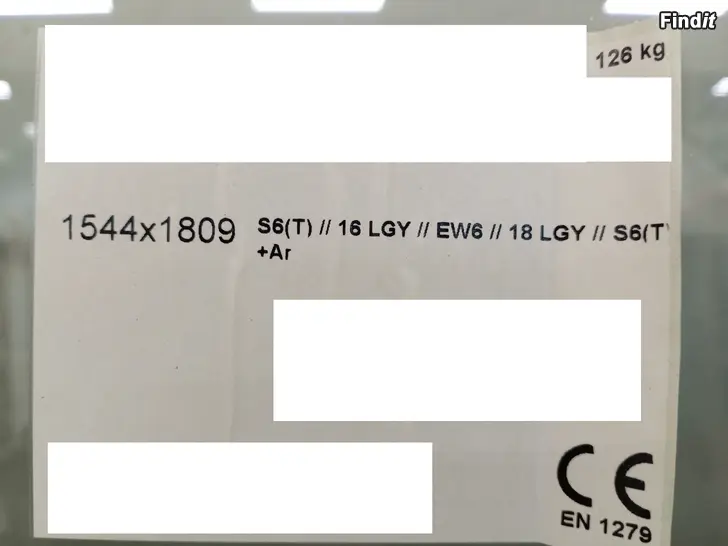 Findit
126 kg
1544x1809 S6(T) // 16 LGY // EW6 // 18 LGY // S6(T
+Ar
CE
EN 1279